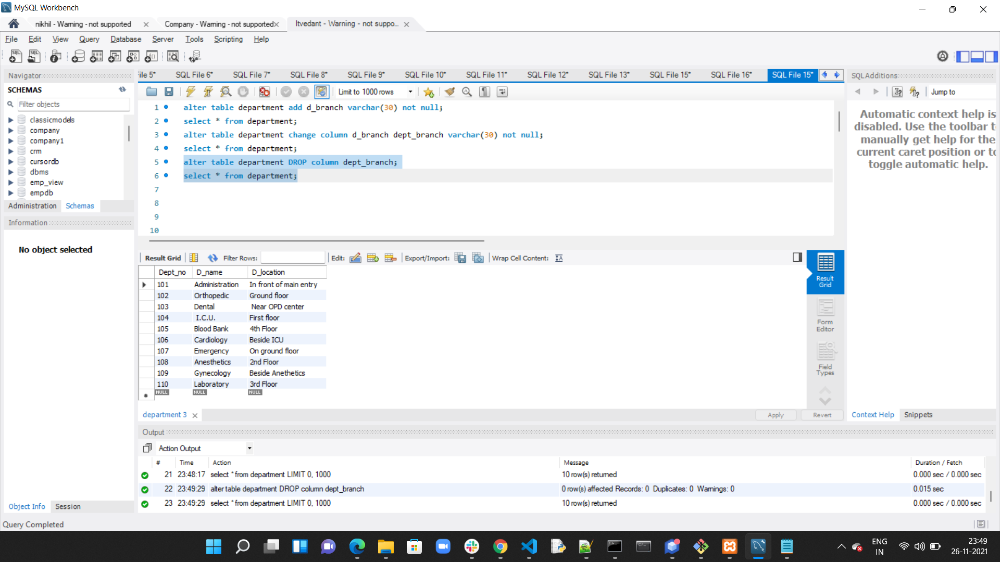 MySQL Workbench
nikhil - Warning - not supported
Company - Warning - not supported
Itvedant - Warning - not suppo...
File Edit View Query Database Server Tools Scripting Help
Navigator
ile 5* SQL File 6* SQL File 7* SQL File 8* SQL File 9* SQL File 10* SQL File 11* SQL File 12* SQL File 13* SQL File 15* SQL File 16* SQL File 15*
SQLAdditions
SCHEMAS
Filter objects
classicmodels
company
company1
crm
cursordb
dbms
emp_view
empdb
Administration Schemas
Information
No object selected
Object Info Session
Limit to 1000 rows
1 alter table department add d_branch varchar(30) not null;
2 select * from department;
3 alter table department change column d_branch dept_branch varchar(30) not null;
4 select * from department;
5 alter table department DROP column dept_branch;
6 select * from department;
7
8
9
10
Jump to
Automatic context help is
disabled. Use the toolbar t
manually get help for the
current caret position or to
toggle automatic help.
Result Grid Filter Rows: Edit: Export/Import: Wrap Cell Content:
Dept_no D_name D_location
101 Administration In front of main entry
102 Orthopedic Ground floor
103 Dental Near OPD center
104 I.C.U. First floor
105 Blood Bank 4th Floor
106 Cardiology Beside ICU
107 Emergency On ground floor
108 Anesthetics 2nd Floor
109 Gynecology Beside Anethetics
110 Laboratory 3rd Floor
NULL NULL NULL
Result
Grid
Form
Editor
Field
Types
department 3
Apply Revert
Context Help Snippets
Output
Action Output
# Time Action Message Duration / Fetch
21 23:48:17 select * from department LIMIT 0, 1000 10 row(s) returned 0.000 sec / 0.000 sec
22 23:49:29 alter table department DROP column dept_branch 0 row(s) affected Records: 0 Duplicates: 0 Warnings: 0 0.015 sec
23 23:49:29 select * from department LIMIT 0, 1000 10 row(s) returned 0.000 sec / 0.000 sec
Query Completed
ENG
IN
23:49
26-11-2021